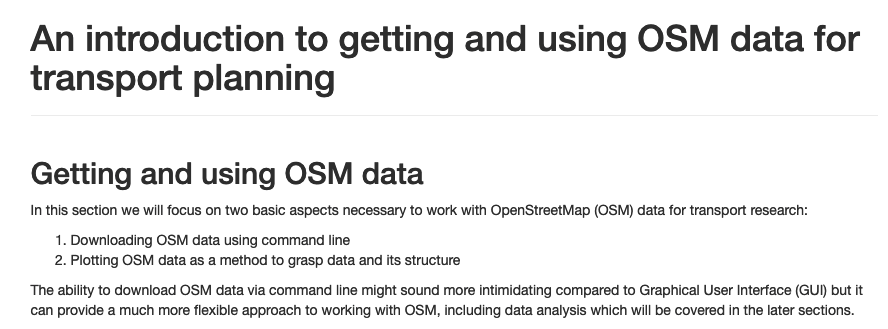 An introduction to getting and using OSM data for
transport planning
Getting and using OSM data
In this section we will focus on two basic aspects necessary to work with OpenStreetMap (OSM) data for transport research:
1. Downloading OSM data using command line
2. Plotting OSM data as a method to grasp data and its structure
The ability to download OSM data via command line might sound more intimidating compared to Graphical User Interface (GUI) but it
can provide a much more flexible approach to working with OSM, including data analysis which will be covered in the later sections.